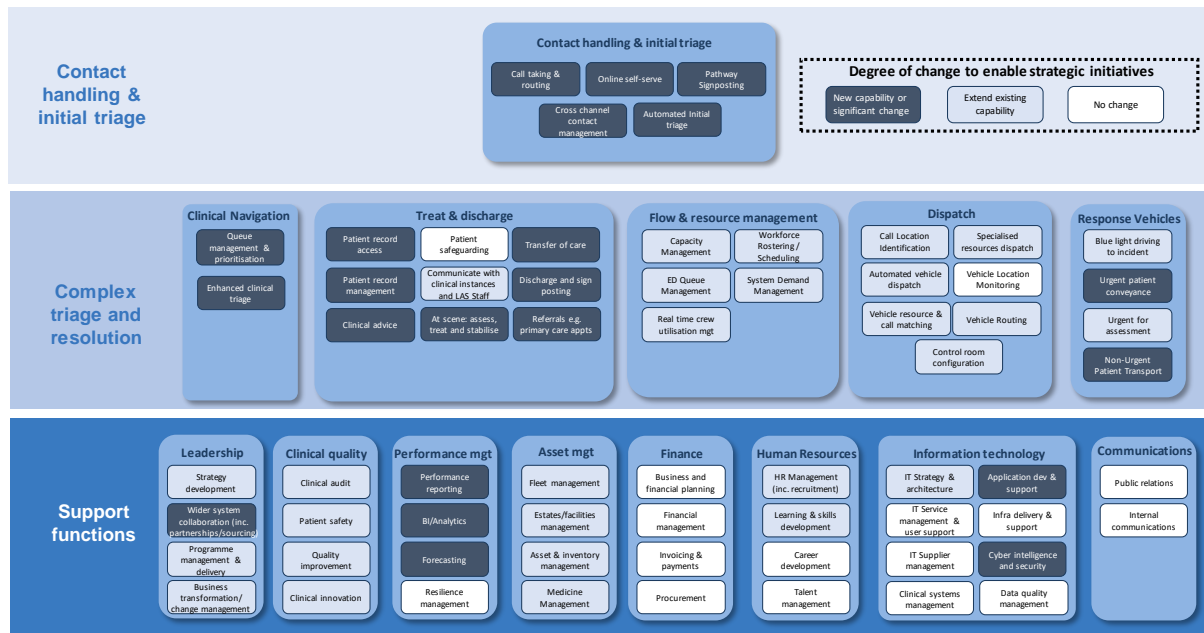 Contact
handling &
initial triage
Contact handling & initial triage
Call taking &
routing
Online self-serve
Pathway
Signposting
Cross channel
contact
management
Automated Initial
triage
Degree of change to enable strategic initiatives
New capability or
significant change
Extend existing
capability
No change
Complex
triage and
resolution
Clinical Navigation
Queue
management &
prioritisation
Enhanced clinical
triage
Treat & discharge
Patient record
access
Patient
safeguarding
Transfer of care
Patient record
management
Communicate with
clinical instances
and LAS Staff
Discharge and sign
posting
Clinical advice
At scene: assess,
treat and stabilise
Referrals e.g.
primary care appts
Flow & resource management
Capacity
Management
Workforce
Rostering /
Scheduling
ED Queue
Management
System Demand
Management
Real time crew
utilisation mgt
Dispatch
Call Location
Identification
Specialised
resources dispatch
Automated vehicle
dispatch
Vehicle Location
Monitoring
Vehicle resource &
call matching
Vehicle Routing
Control room
configuration
Response Vehicles
Blue light driving
to incident
Urgent patient
conveyance
Urgent for
assessment
Non-Urgent
Patient Transport
Support
functions
Leadership
Strategy
development
Wider system
collaboration (inc.
partnerships/sourcing)
Programme
management &
delivery
Business
transformation/
change management
Clinical quality
Clinical audit
Patient safety
Quality
improvement
Clinical innovation
Performance mgt
Performance
reporting
BI/Analytics
Forecasting
Resilience
management
Asset mgt
Fleet management
Estates/facilities
management
Asset & inventory
management
Medicine
Management
Finance
Business and
financial planning
Financial
management
Invoicing &
payments
Procurement
Human Resources
HR Management
(inc. recruitment)
Learning & skills
development
Career
development
Talent
management
Information technology
IT Strategy &
architecture
Application dev &
support
IT Service
management &
user support
Infra delivery &
support
IT Supplier
management
Cyber intelligence
and security
Clinical systems
management
Data quality
management
Communications
Public relations
Internal
communications